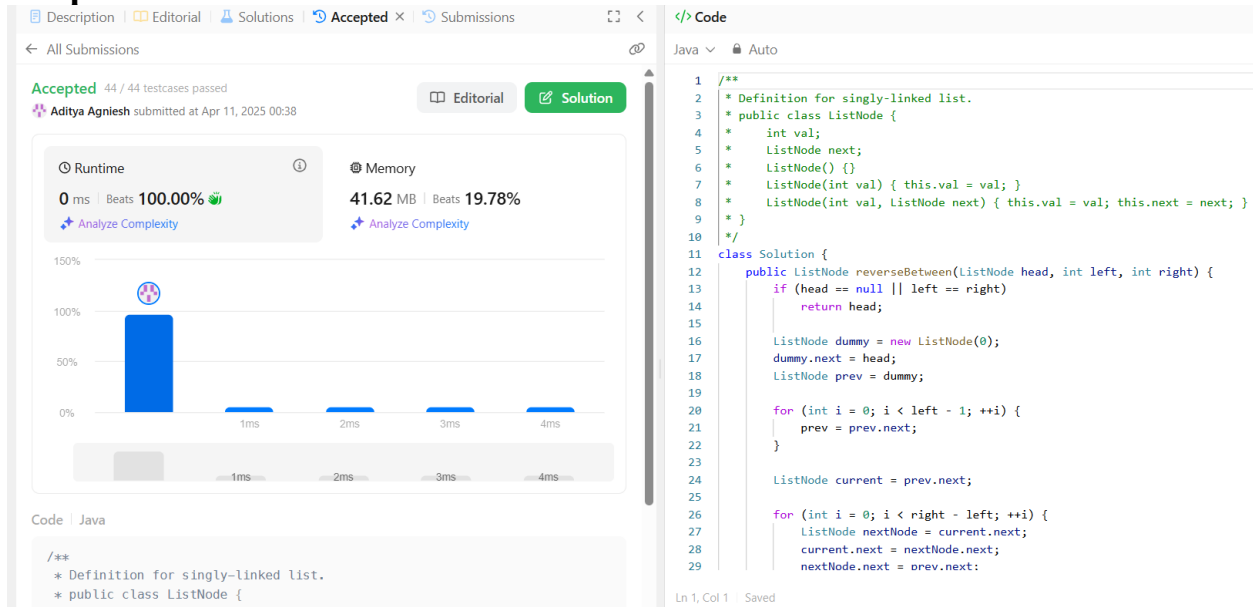 Description | Editorial | Solutions | Accepted × | Submissions
← All Submissions
Accepted 44 / 44 testcases passed
Aditya Agniesh submitted at Apr 11, 2025 00:38
Editorial
Solution
Runtime
0 ms | Beats 100.00%
Analyze Complexity
Memory
41.62 MB | Beats 19.78%
Analyze Complexity
150%
100%
50%
0%
1ms 2ms 3ms 4ms
1ms 2ms 3ms 4ms
Code | Java
/**
 * Definition for singly-linked list.
 * public class ListNode {
</> Code
Java Auto
1 /**
2  * Definition for singly-linked list.
3  * public class ListNode {
4  *     int val;
5  *     ListNode next;
6  *     ListNode() {}
7  *     ListNode(int val) { this.val = val; }
8  *     ListNode(int val, ListNode next) { this.val = val; this.next = next; }
9  * }
10  */
11 class Solution {
12     public ListNode reverseBetween(ListNode head, int left, int right) {
13         if (head == null || left == right)
14             return head;
15
16         ListNode dummy = new ListNode(0);
17         dummy.next = head;
18         ListNode prev = dummy;
19
20         for (int i = 0; i < left - 1; ++i) {
21             prev = prev.next;
22         }
23
24         ListNode current = prev.next;
25
26         for (int i = 0; i < right - left; ++i) {
27             ListNode nextNode = current.next;
28             current.next = nextNode.next;
29             nextNode.next = prev.next;
Ln 1, Col 1 | Saved